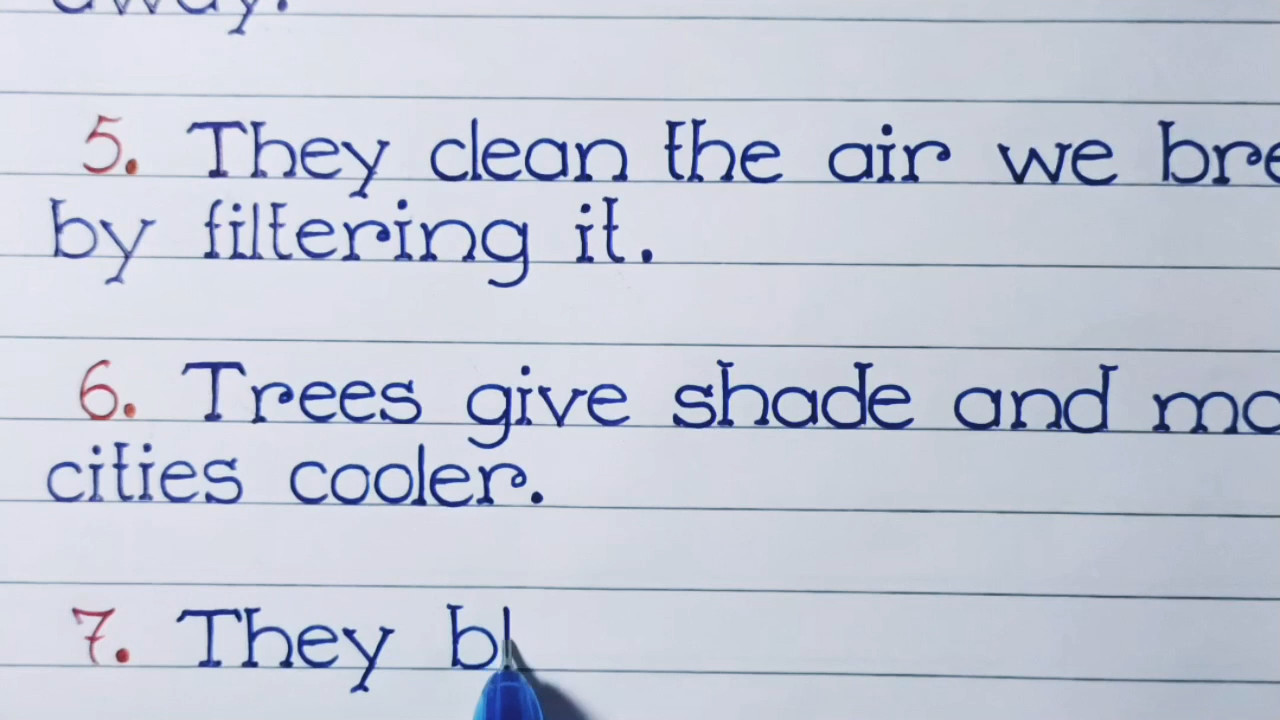 away.
5. They clean the air we bre
by filtering it.
6. Trees give shade and ma
cities cooler.
7. They bl